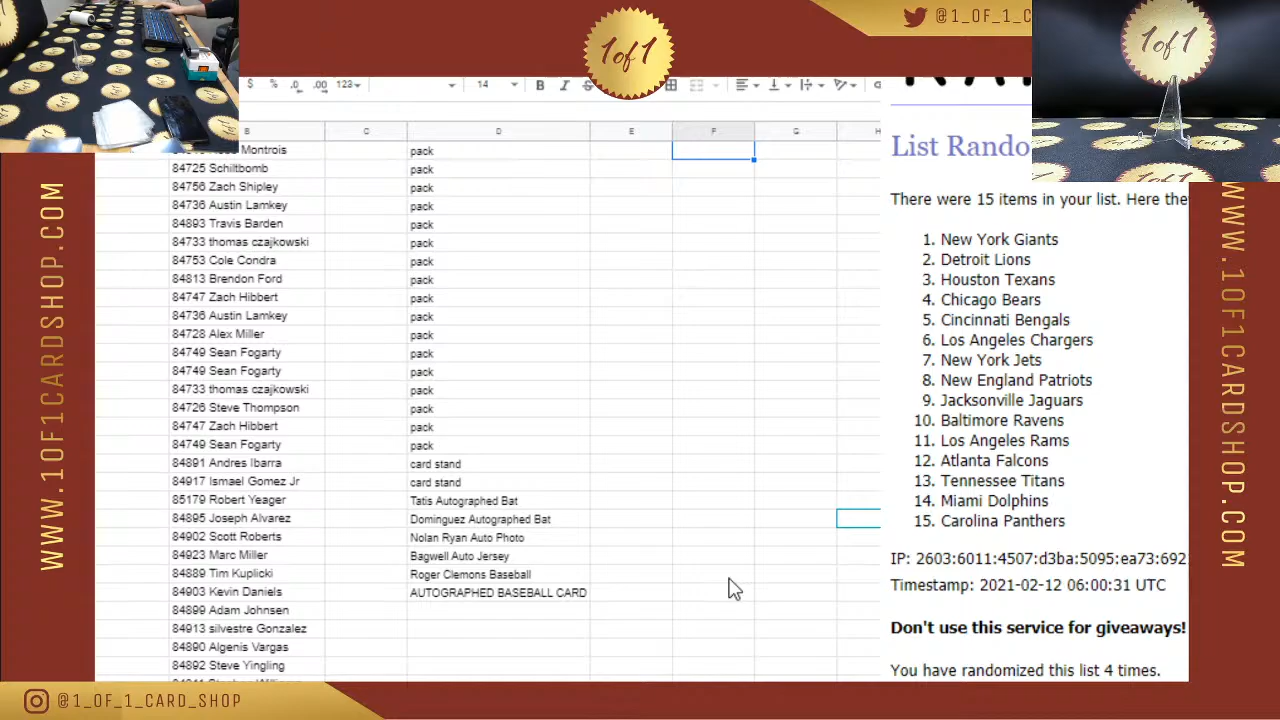 @1_OF_1_C
1of1
1of1
$ % .0 .00 123 14 B I S
B C D E F G H
Montrois pack
84725 Schiltbomb pack
84756 Zach Shipley pack
84736 Austin Lamkey pack
84893 Travis Barden pack
84733 thomas czajkowski pack
84753 Cole Condra pack
84813 Brendon Ford pack
84747 Zach Hibbert pack
84736 Austin Lamkey pack
84728 Alex Miller pack
84749 Sean Fogarty pack
84749 Sean Fogarty pack
84733 thomas czajkowski pack
84726 Steve Thompson pack
84747 Zach Hibbert pack
84749 Sean Fogarty pack
84891 Andres Ibarra card stand
84917 Ismael Gomez Jr card stand
85179 Robert Yeager Tatis Autographed Bat
84895 Joseph Alvarez Dominguez Autographed Bat
84902 Scott Roberts Nolan Ryan Auto Photo
84923 Marc Miller Bagwell Auto Jersey
84889 Tim Kuplicki Roger Clemons Baseball
84903 Kevin Daniels AUTOGRAPHED BASEBALL CARD
84899 Adam Johnsen
84913 silvestre Gonzalez
84890 Algenis Vargas
84892 Steve Yingling
List Rando
There were 15 items in your list. Here the
1. New York Giants
2. Detroit Lions
3. Houston Texans
4. Chicago Bears
5. Cincinnati Bengals
6. Los Angeles Chargers
7. New York Jets
8. New England Patriots
9. Jacksonville Jaguars
10. Baltimore Ravens
11. Los Angeles Rams
12. Atlanta Falcons
13. Tennessee Titans
14. Miami Dolphins
15. Carolina Panthers
IP: 2603:6011:4507:d3ba:5095:ea73:692
Timestamp: 2021-02-12 06:00:31 UTC
Don't use this service for giveaways!
You have randomized this list 4 times.
WWW.1OF1CARDSHOP.COM
WWW.1OF1CARDSHOP.COM
@1_OF_1_CARD_SHOP